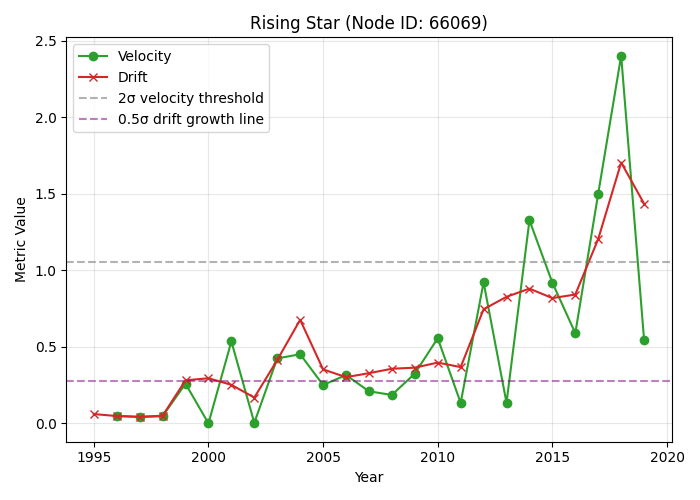 Rising Star (Node ID: 66069)
Velocity
Drift
2σ velocity threshold
0.5σ drift growth line
Metric Value
2.5
2.0
1.5
1.0
0.5
0.0
1995 2000 2005 2010 2015 2020
Year